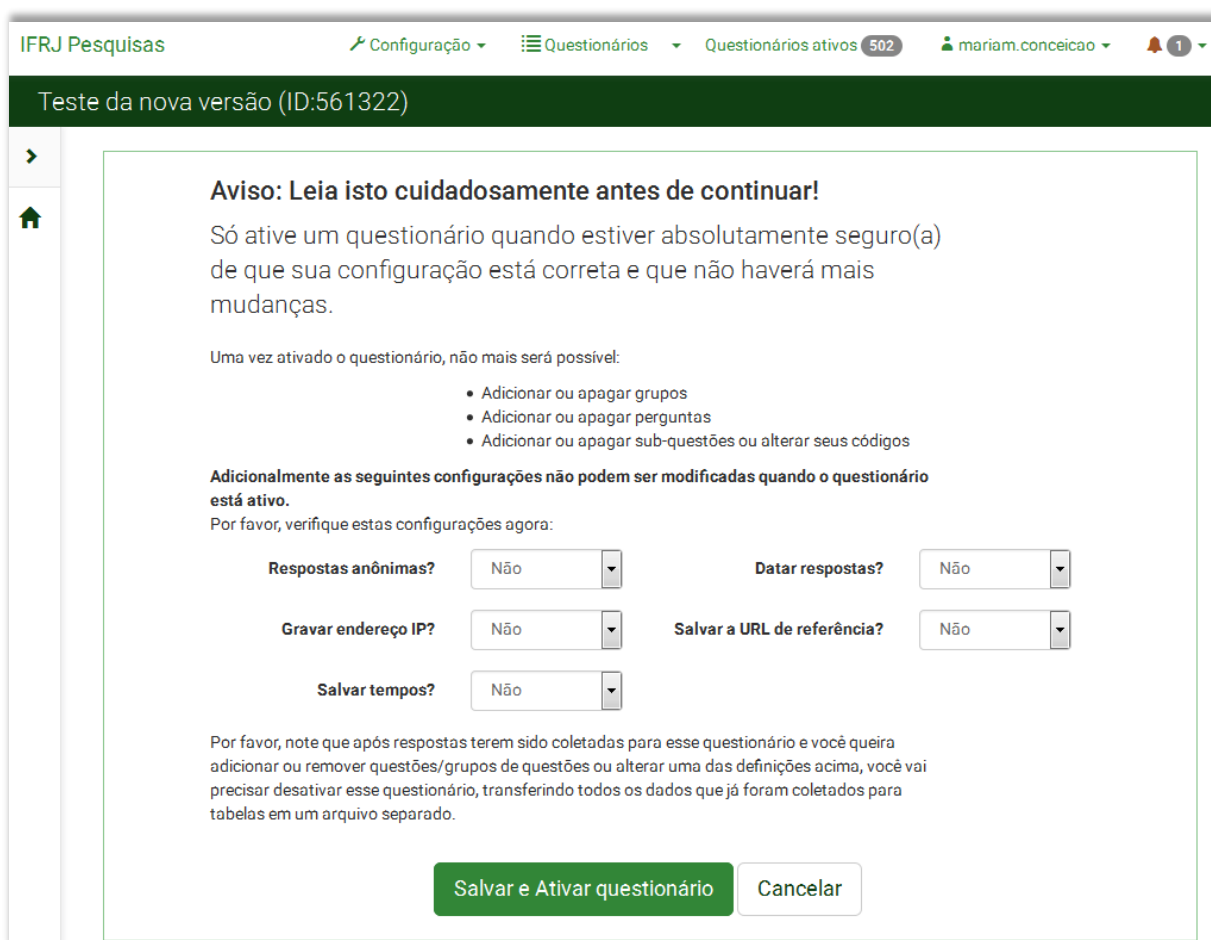 IFRJ Pesquisas Configuração Questionários Questionários ativos 502 mariam.conceicao 1
Teste da nova versão (ID:561322)
Aviso: Leia isto cuidadosamente antes de continuar!
Só ative um questionário quando estiver absolutamente seguro(a)
de que sua configuração está correta e que não haverá mais
mudanças.
Uma vez ativado o questionário, não mais será possível:
• Adicionar ou apagar grupos
• Adicionar ou apagar perguntas
• Adicionar ou apagar sub-questões ou alterar seus códigos
Adicionalmente as seguintes configurações não podem ser modificadas quando o questionário
está ativo.
Por favor, verifique estas configurações agora:
Respostas anônimas? Não Datar respostas? Não
Gravar endereço IP? Não Salvar a URL de referência? Não
Salvar tempos? Não
Por favor, note que após respostas terem sido coletadas para esse questionário e você queira
adicionar ou remover questões/grupos de questões ou alterar uma das definições acima, você vai
precisar desativar esse questionário, transferindo todos os dados que já foram coletados para
tabelas em um arquivo separado.
Salvar e Ativar questionário Cancelar